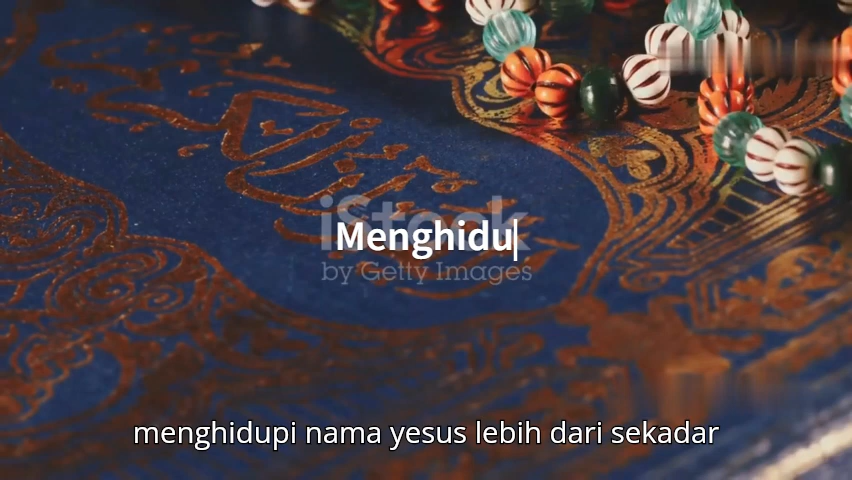 iStock
Menghidu
by Getty Images
menghidupi nama yesus lebih dari sekadar